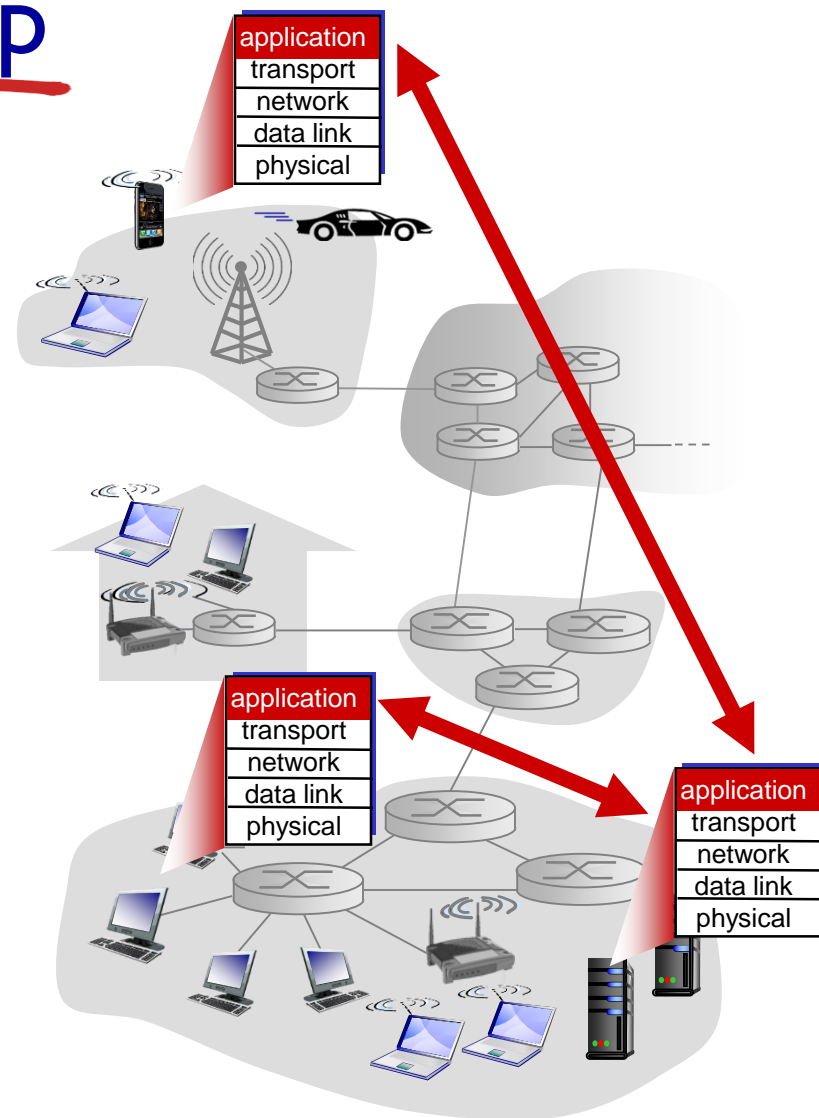 p
application
transport
network
data link
physical
application
transport
network
data link
physical
application
transport
network
data link
physical